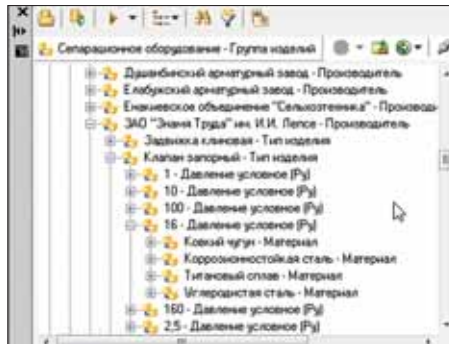 Сепарационное оборудование - Группа изделий
Душанбинский арматурный завод - Производитель
Елабужский арматурный завод - Производитель
Енакиевское объединение "Сельхозтехника" - Производи
ЗАО "Знамя Труда" им. И.И. Лепсе - Производитель
Задвижка клиновая - Тип изделия
Клапан запорный - Тип изделия
1 - Давление условное (Ру)
10 - Давление условное (Ру)
100 - Давление условное (Ру)
16 - Давление условное (Ру)
Ковкий чугун - Материал
Коррозионностойкая сталь - Материал
Титановый сплав - Материал
Углеродистая сталь - Материал
160 - Давление условное (Ру)
2,5 - Давление условное (Ру)